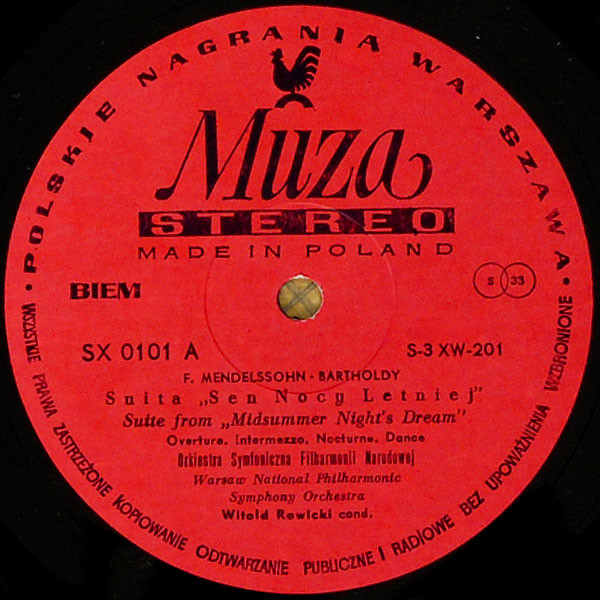 • POLSKIE NAGRANIA WARSZAWA •
Muza
STEREO
MADE IN POLAND
BIEM
S 33
SX 0101 A
S-3 XW-201
F. MENDELSSOHN - BARTHOLDY
Suita „Sen Nocy Letniej”
Suite from „Midsummer Night's Dream”
Overture, Intermezzo, Nocturne, Dance
Orkiestra Symfoniczna Filharmonii Narodowej
Warsaw National Philharmonic
Symphony Orchestra
Witold Rowicki cond.
WSZYSTKIE PRAWA ZASTRZEŻONE KOPIOWANIE ODTWARZANIE PUBLICZNE I RADIOWE BEZ UPOWAŻNIENIA WZBRONIONE